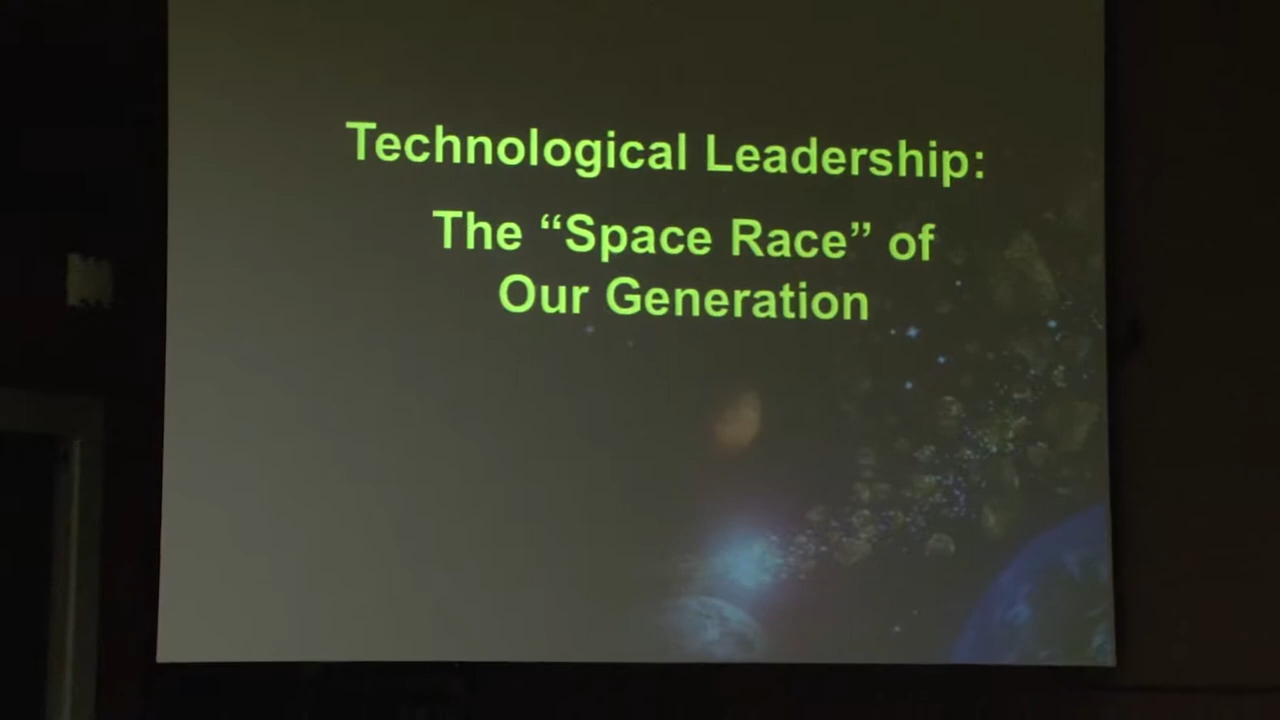 Technological Leadership:
The “Space Race” of
Our Generation